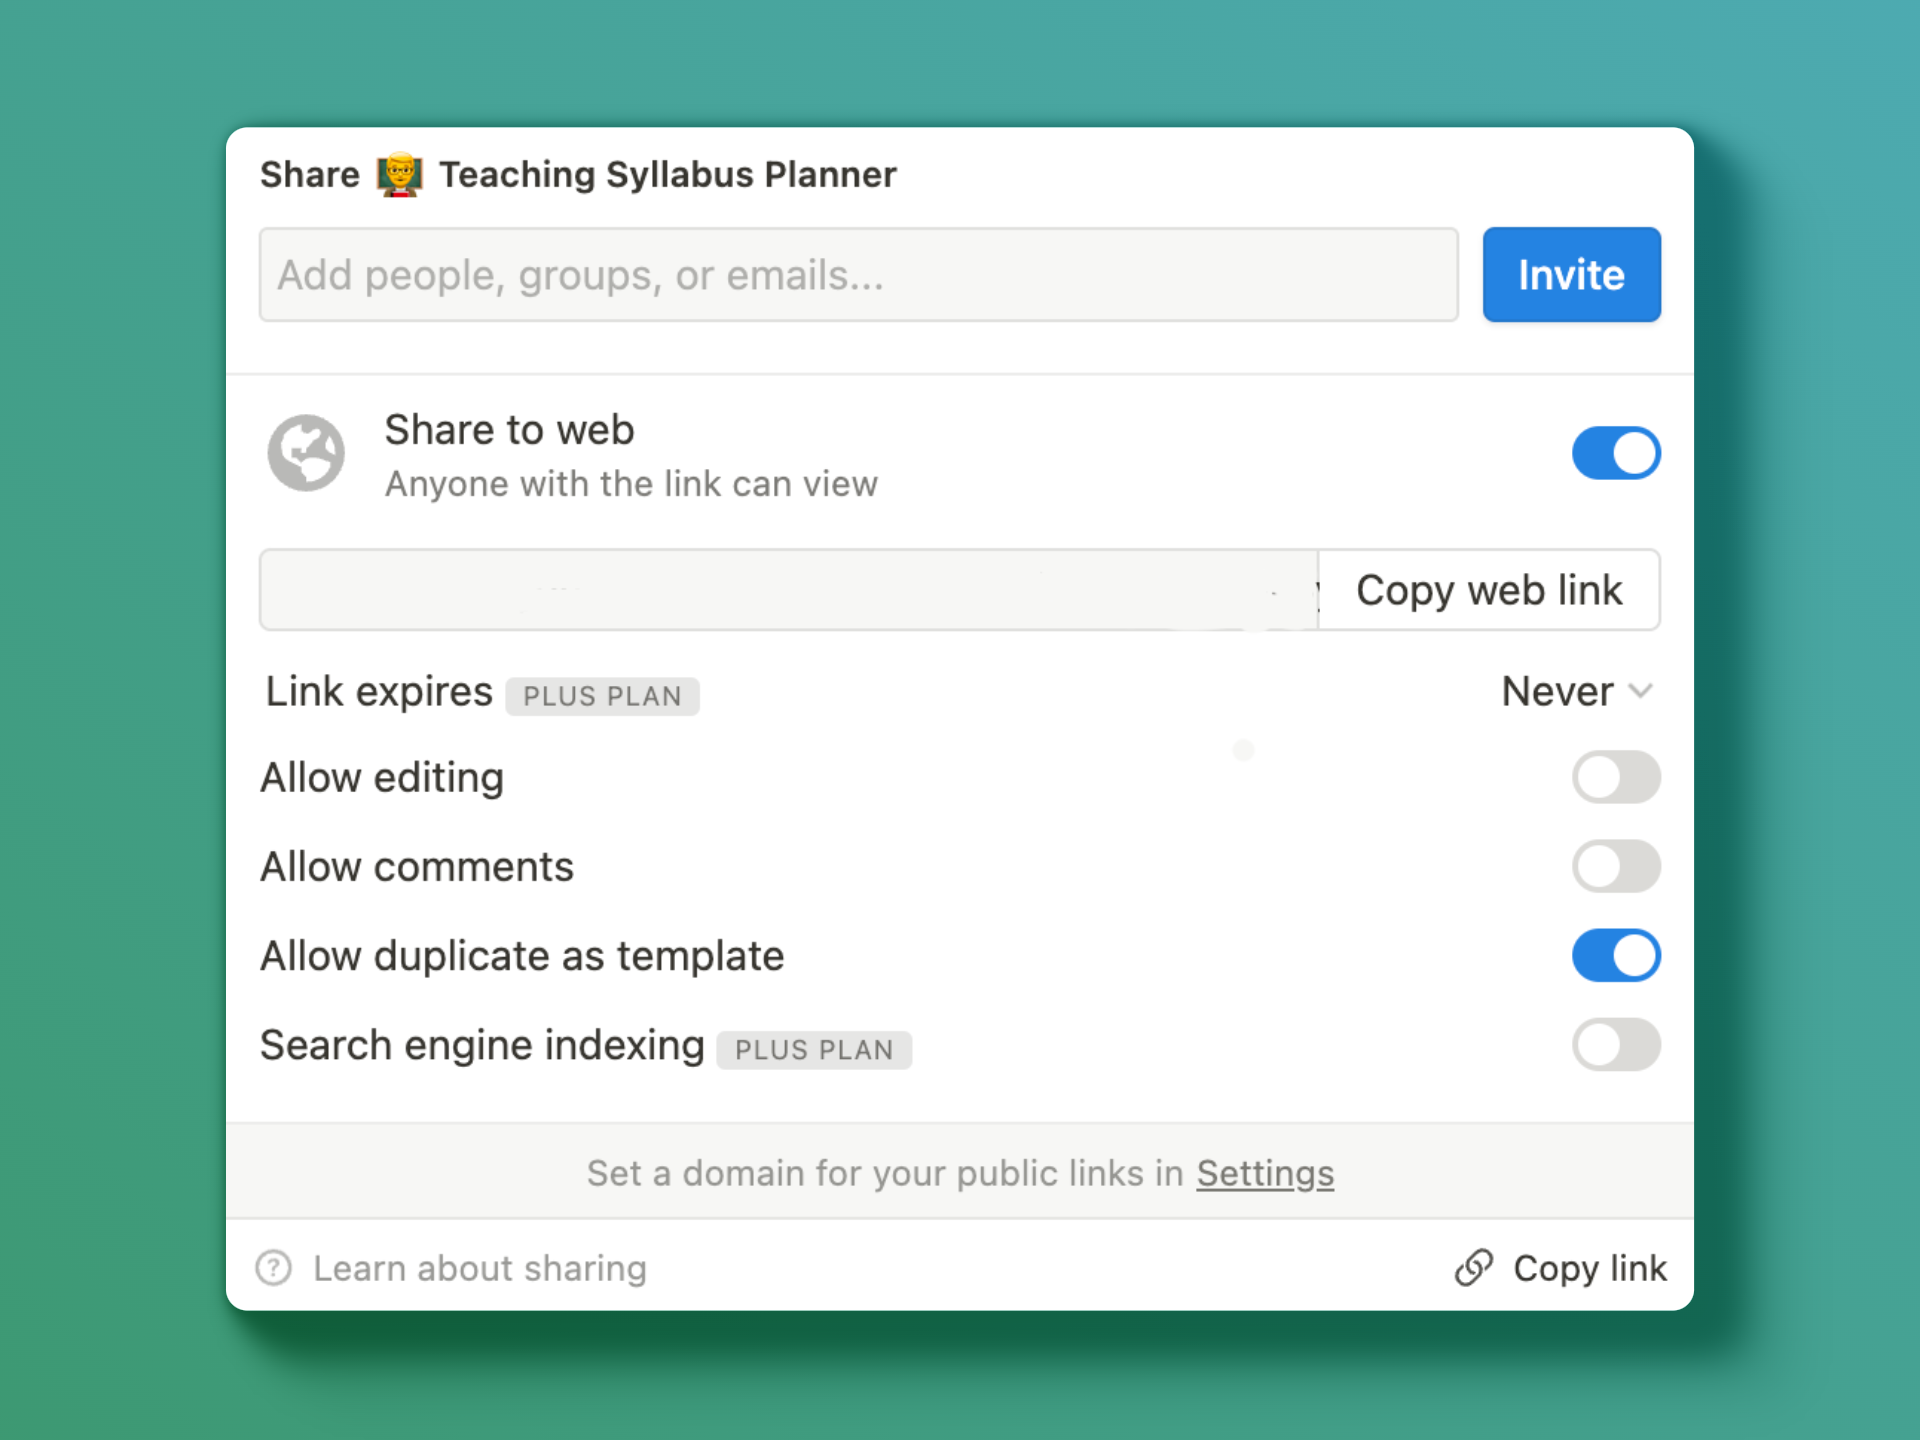 Share Teaching Syllabus Planner
Add people, groups, or emails...
Invite
Share to web
Anyone with the link can view
Copy web link
Link expires PLUS PLAN
Never
Allow editing
Allow comments
Allow duplicate as template
Search engine indexing PLUS PLAN
Set a domain for your public links in Settings
Learn about sharing
Copy link